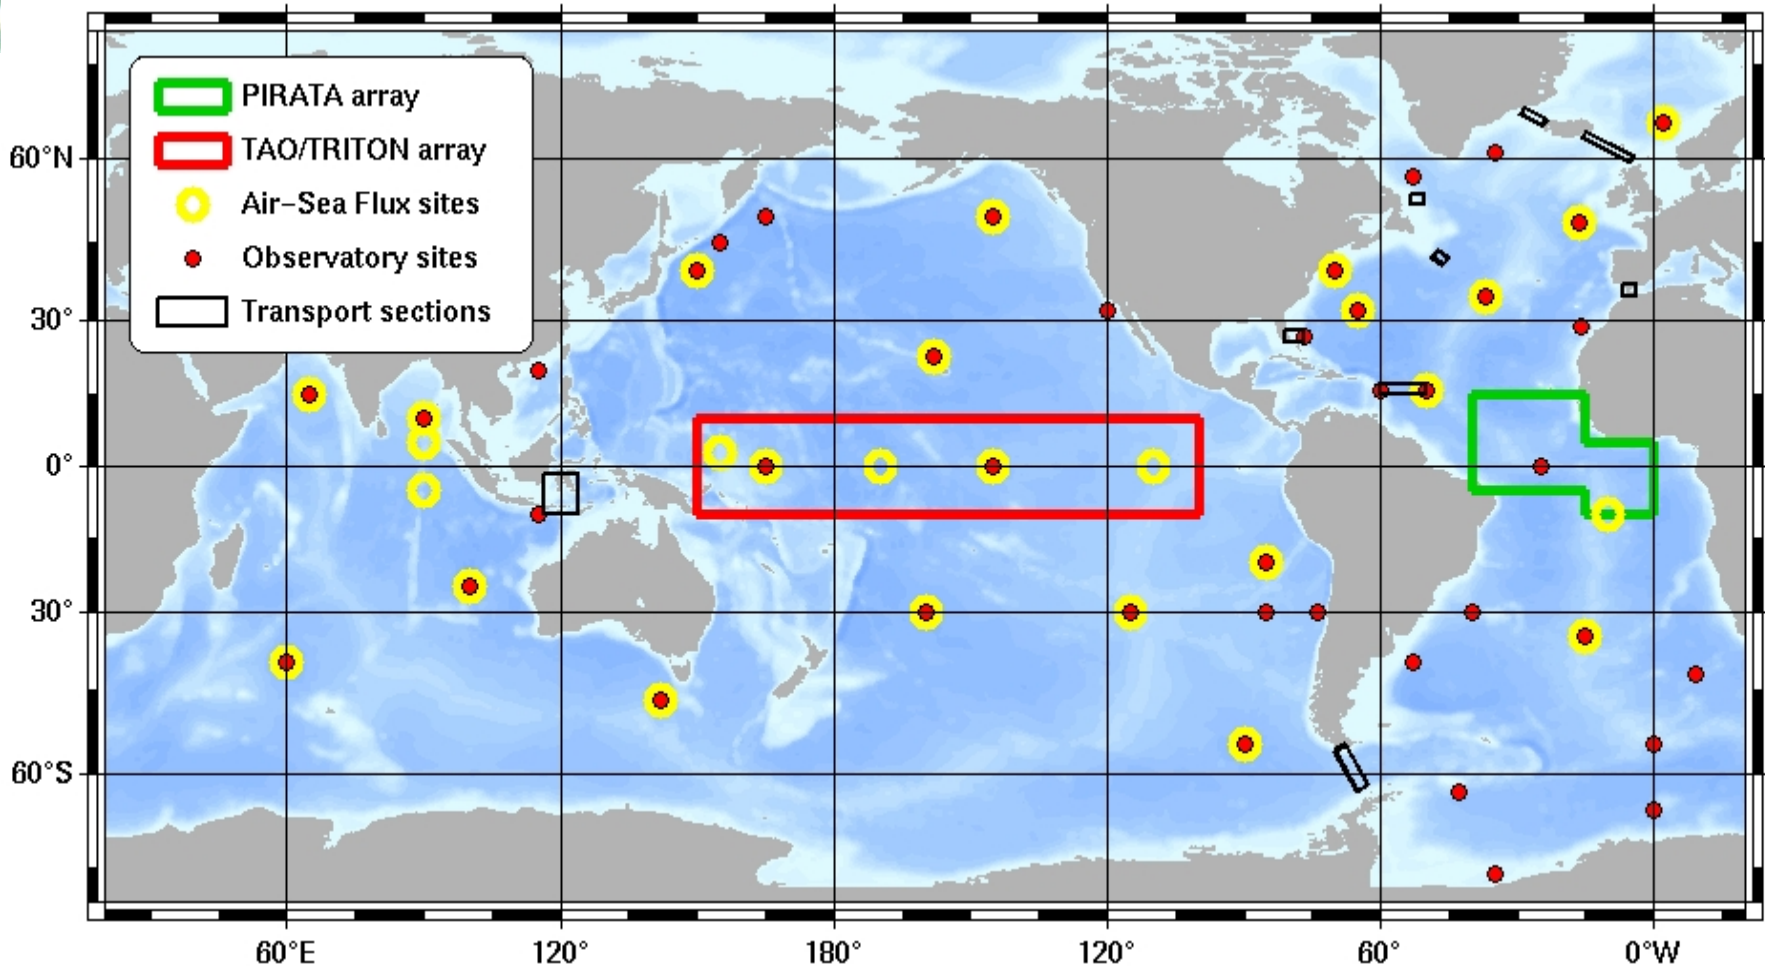 PIRATA array
TAO/TRITON array
Air-Sea Flux sites
Observatory sites
Transport sections
60°N
30°
0°
30°
60°S
60°E
120°
180°
120°
60°
0°W